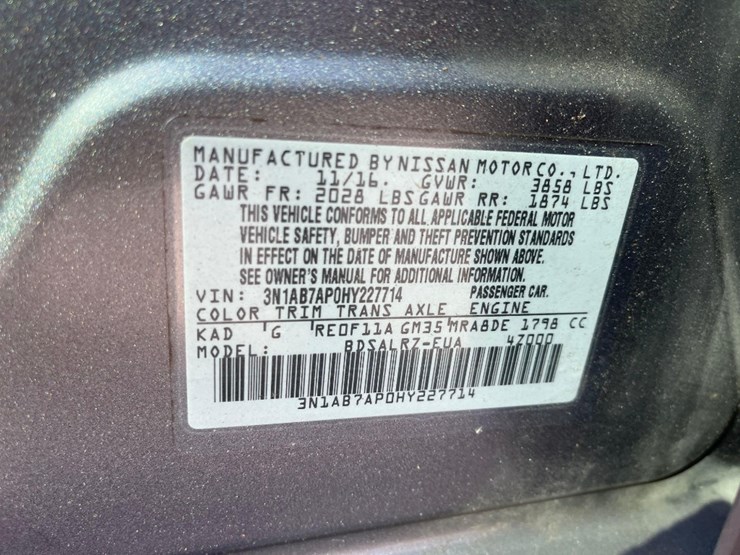 MANUFACTURED BY NISSAN MOTOR CO., LTD.
DATE: 11/16. GVWR: 3858 LBS
GAWR FR: 2028 LBS GAWR RR: 1874 LBS
THIS VEHICLE CONFORMS TO ALL APPLICABLE FEDERAL MOTOR
VEHICLE SAFETY, BUMPER AND THEFT PREVENTION STANDARDS
IN EFFECT ON THE DATE OF MANUFACTURE SHOWN ABOVE.
SEE OWNER'S MANUAL FOR ADDITIONAL INFORMATION.
VIN: 3N1AB7AP0HY227714 PASSENGER CAR.
COLOR TRIM TRANS AXLE ENGINE
KAD 'G 'RE0F11A GM35 'MRA8DE 1798 CC
MODEL: BDSALRZ-EUA 4Z000
3N1AB7AP0HY227714